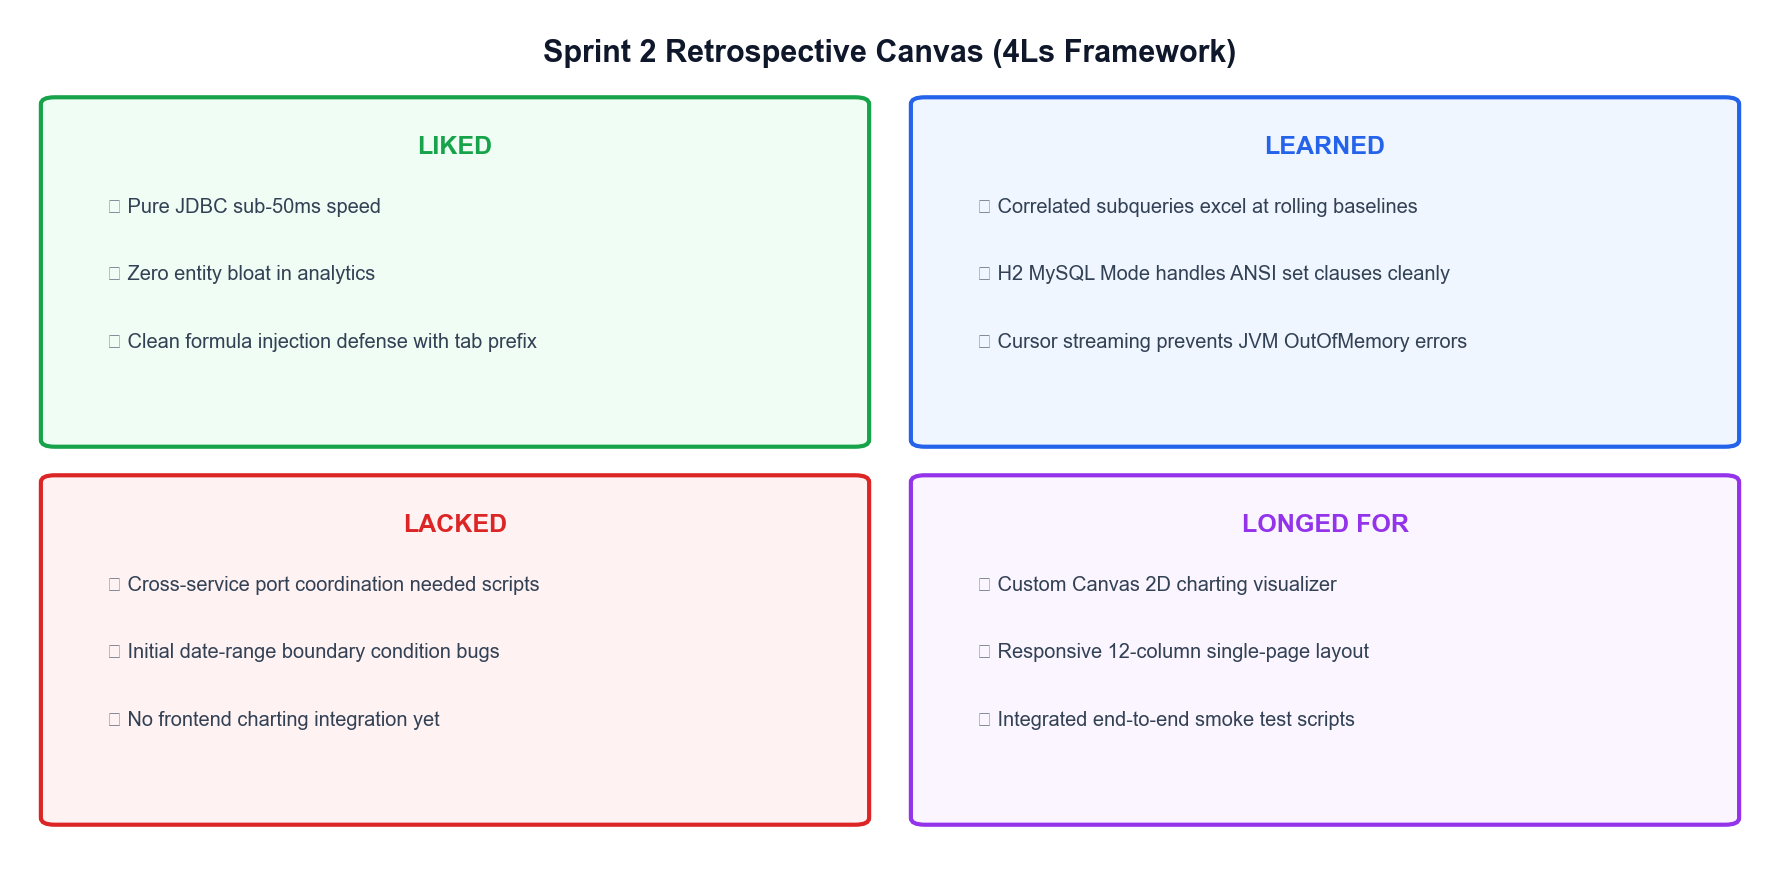 Sprint 2 Retrospective Canvas (4Ls Framework)
LIKED
▯ Pure JDBC sub-50ms speed
▯ Zero entity bloat in analytics
▯ Clean formula injection defense with tab prefix
LEARNED
▯ Correlated subqueries excel at rolling baselines
▯ H2 MySQL Mode handles ANSI set clauses cleanly
▯ Cursor streaming prevents JVM OutOfMemory errors
LACKED
▯ Cross-service port coordination needed scripts
▯ Initial date-range boundary condition bugs
▯ No frontend charting integration yet
LONGED FOR
▯ Custom Canvas 2D charting visualizer
▯ Responsive 12-column single-page layout
▯ Integrated end-to-end smoke test scripts